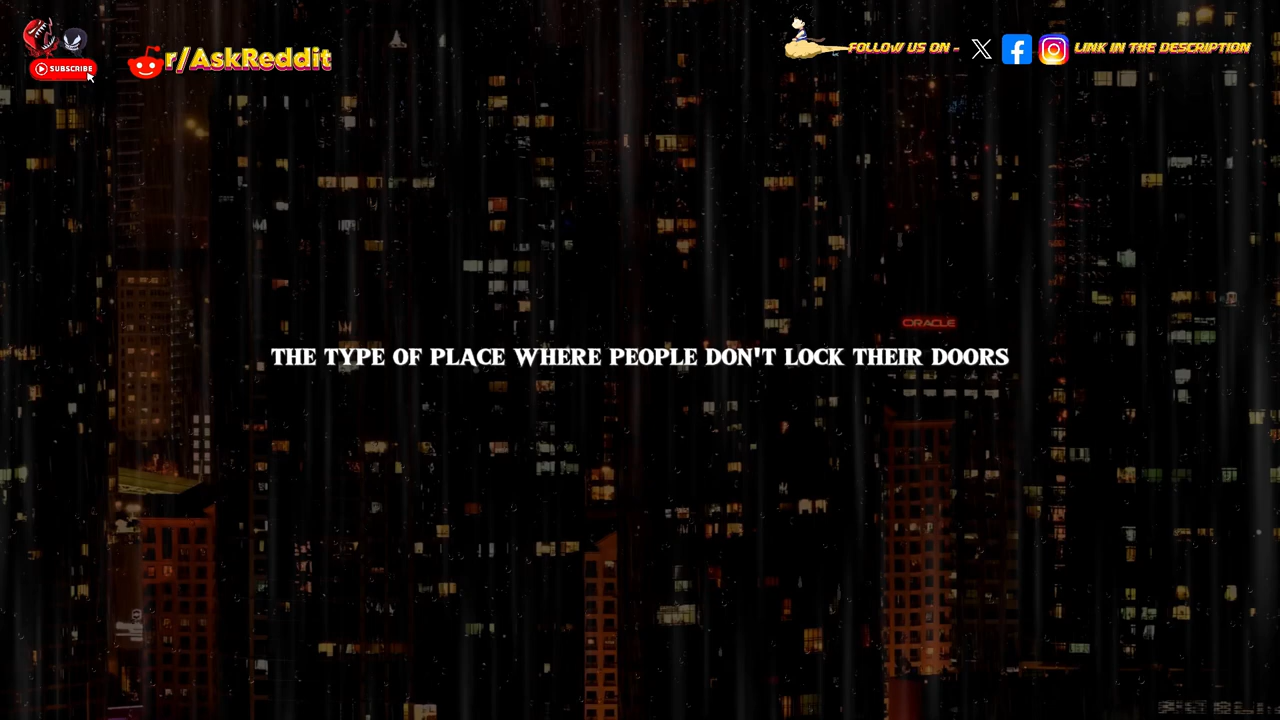 SUBSCRIBE
r/AskReddit
FOLLOW US ON -
LINK IN THE DESCRIPTION
ORACLE
THE TYPE OF PLACE WHERE PEOPLE DON'T LOCK THEIR DOORS